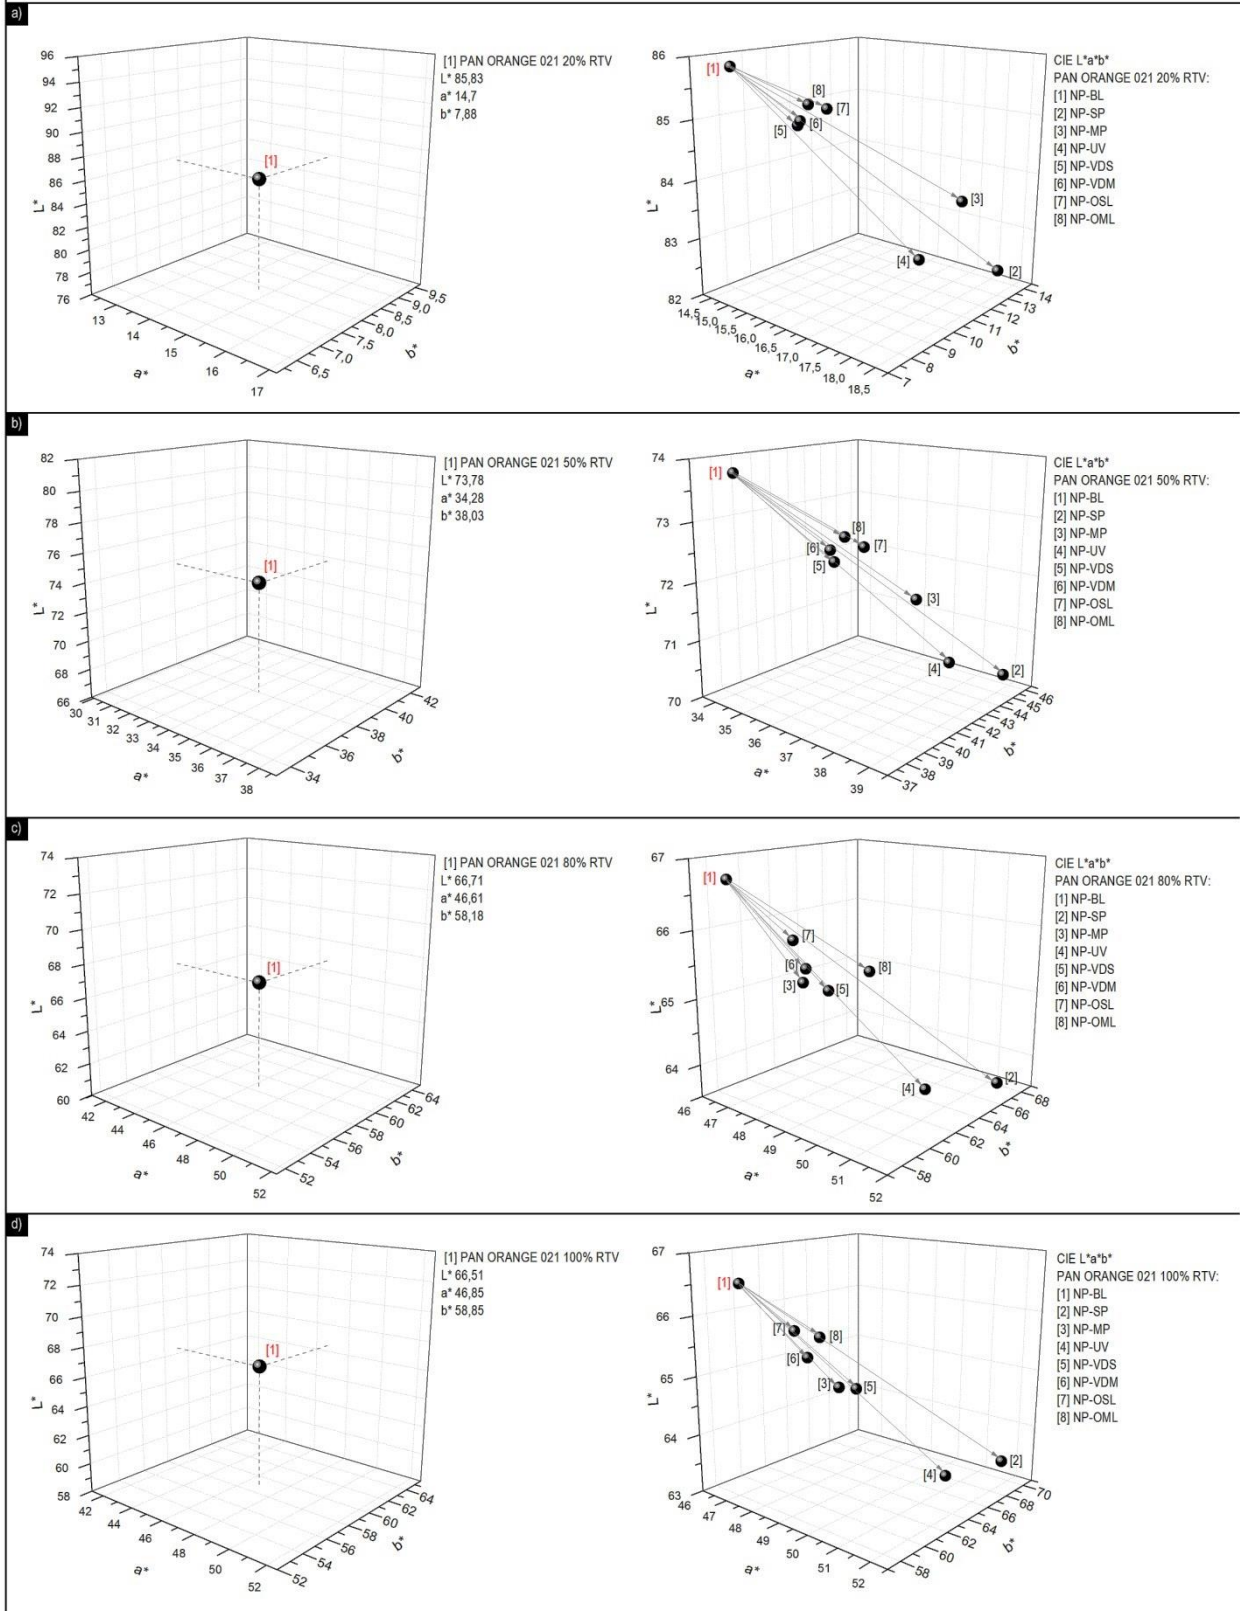 a)
96
94
92
90
88
86
84
82
80
78
76
L*
13
14
15
16
17
a*
6,5
7,0
7,5
8,0
8,5
9,0
9,5
b*
[1]
[1] PAN ORANGE 021 20% RTV
L* 85,83
a* 14,7
b* 7,88
86
85
84
83
82
L*
14,5
15,0
15,5
16,0
16,5
17,0
17,5
18,0
18,5
a*
7
8
9
10
11
12
13
14
b*
[1]
[8]
[7]
[6]
[5]
[3]
[4]
[2]
CIE L*a*b*
PAN ORANGE 021 20% RTV:
[1] NP-BL
[2] NP-SP
[3] NP-MP
[4] NP-UV
[5] NP-VDS
[6] NP-VDM
[7] NP-OSL
[8] NP-OML
b)
82
80
78
76
74
72
70
68
66
L*
30
31
32
33
34
35
36
37
38
a*
34
36
38
40
42
b*
[1]
[1] PAN ORANGE 021 50% RTV
L* 73,78
a* 34,28
b* 38,03
74
73
72
71
70
L*
34
35
36
37
38
39
a*
37
38
39
40
41
42
43
44
45
46
b*
[1]
[8]
[7]
[6]
[5]
[3]
[4]
[2]
CIE L*a*b*
PAN ORANGE 021 50% RTV:
[1] NP-BL
[2] NP-SP
[3] NP-MP
[4] NP-UV
[5] NP-VDS
[6] NP-VDM
[7] NP-OSL
[8] NP-OML
c)
74
72
70
68
66
64
62
60
L*
42
44
46
48
50
52
a*
52
54
56
58
60
62
64
b*
[1]
[1] PAN ORANGE 021 80% RTV
L* 66,71
a* 46,61
b* 58,18
67
66
65
64
L*
46
47
48
49
50
51
52
a*
58
60
62
64
66
68
b*
[1]
[7]
[6]
[8]
[3]
[5]
[4]
[2]
CIE L*a*b*
PAN ORANGE 021 80% RTV:
[1] NP-BL
[2] NP-SP
[3] NP-MP
[4] NP-UV
[5] NP-VDS
[6] NP-VDM
[7] NP-OSL
[8] NP-OML
d)
74
72
70
68
66
64
62
60
58
L*
42
44
46
48
50
52
a*
52
54
56
58
60
62
64
b*
[1]
[1] PAN ORANGE 021 100% RTV
L* 66,51
a* 46,85
b* 58,85
67
66
65
64
63
L*
46
47
48
49
50
51
52
a*
58
60
62
64
66
68
70
b*
[1]
[7]
[8]
[6]
[3]
[5]
[4]
[2]
CIE L*a*b*
PAN ORANGE 021 100% RTV:
[1] NP-BL
[2] NP-SP
[3] NP-MP
[4] NP-UV
[5] NP-VDS
[6] NP-VDM
[7] NP-OSL
[8] NP-OML